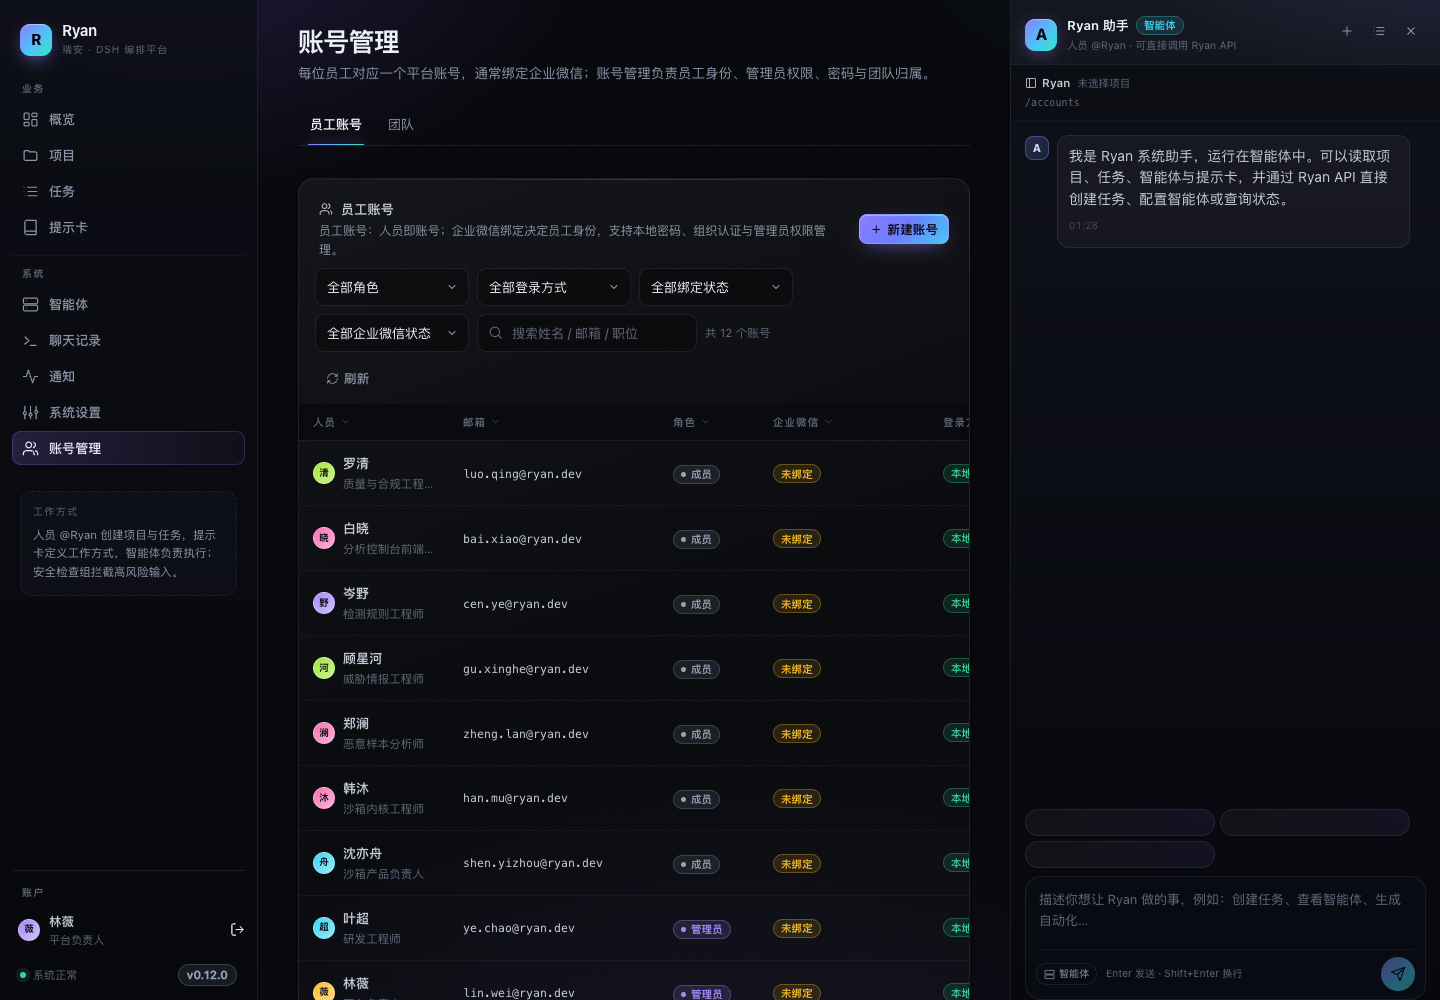 R
Ryan
瑞安 · DSH 编排平台
业务
概览
项目
任务
提示卡
系统
智能体
聊天记录
通知
系统设置
账号管理
工作方式
人员 @Ryan 创建项目与任务，提示
卡定义工作方式，智能体负责执行；
安全检查组拦截高风险输入。
账户
薇
林薇
平台负责人
系统正常
v0.12.0
账号管理
每位员工对应一个平台账号，通常绑定企业微信；账号管理负责员工身份、管理员权限、密码与团队归属。
员工账号
团队
员工账号
员工账号：人员即账号；企业微信绑定决定员工身份，支持本地密码、组织认证与管理员权限管
理。
新建账号
全部角色
全部登录方式
全部绑定状态
全部企业微信状态
搜索姓名 / 邮箱 / 职位
共 12 个账号
刷新
人员 邮箱 角色 企业微信 登录
清 罗清 luo.qing@ryan.dev 成员 未绑定 本地
质量与合规工程...
晓 白晓 bai.xiao@ryan.dev 成员 未绑定 本地
分析控制台前端...
野 岑野 cen.ye@ryan.dev 成员 未绑定 本地
检测规则工程师
河 顾星河 gu.xinghe@ryan.dev 成员 未绑定 本地
威胁情报工程师
澜 郑澜 zheng.lan@ryan.dev 成员 未绑定 本地
恶意样本分析师
沐 韩沐 han.mu@ryan.dev 成员 未绑定 本地
沙箱内核工程师
舟 沈亦舟 shen.yizhou@ryan.dev 成员 未绑定 本地
沙箱产品负责人
超 叶超 ye.chao@ryan.dev 管理员 未绑定 本地
研发工程师
薇 林薇 lin.wei@ryan.dev 管理员 未绑定 本地
A
Ryan 助手
智能体
人员 @Ryan · 可直接调用 Ryan API
Ryan 未选择项目
/accounts
A
我是 Ryan 系统助手，运行在智能体中。可以读取项
目、任务、智能体与提示卡，并通过 Ryan API 直接
创建任务、配置智能体或查询状态。
01:28
描述你想让 Ryan 做的事，例如：创建任务、查看智能体、生成
自动化...
智能体
Enter 发送 · Shift+Enter 换行